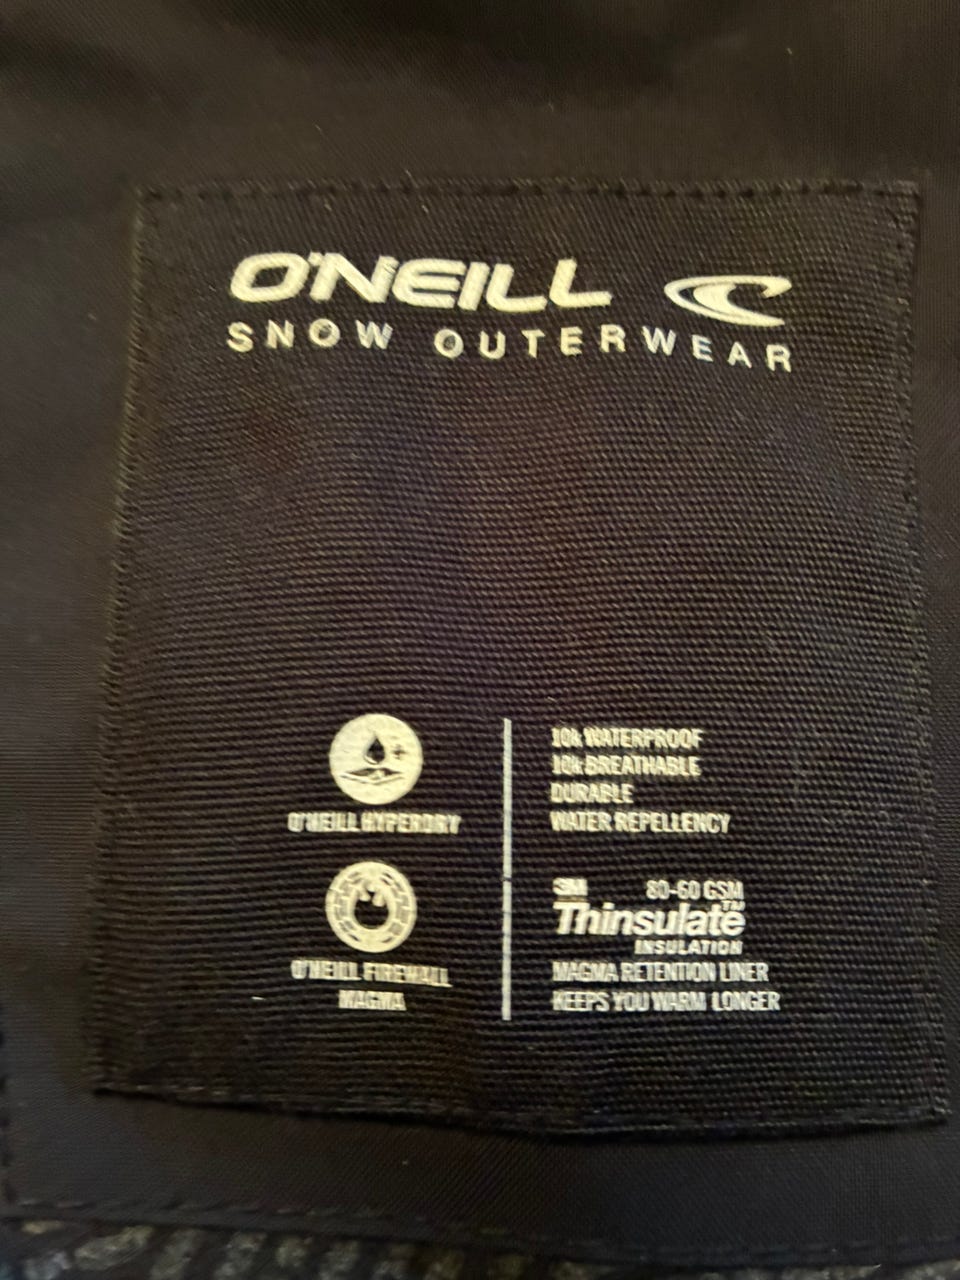 O'NEILL
SNOW OUTERWEAR
O'NEILL HYPERDRY
10k WATERPROOF
10k BREATHABLE
DURABLE
WATER REPELLENCY
O'NEILL FIREWALL
MAGMA
3M 80-60 GSM
Thinsulate™
INSULATION
MAGMA RETENTION LINER
KEEPS YOU WARM LONGER